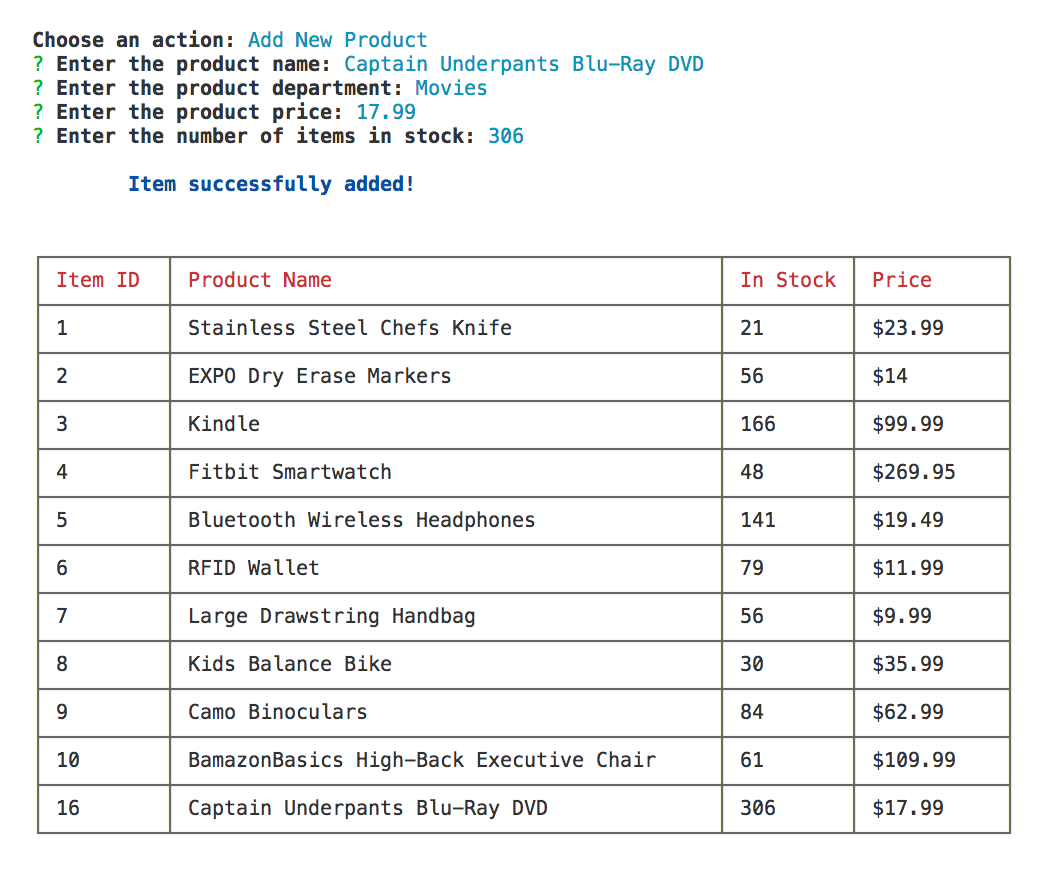 Choose an action: Add New Product
? Enter the product name: Captain Underpants Blu-Ray DVD
? Enter the product department: Movies
? Enter the product price: 17.99
? Enter the number of items in stock: 306
Item successfully added!
Item ID Product Name In Stock Price
1 Stainless Steel Chefs Knife 21 $23.99
2 EXPO Dry Erase Markers 56 $14
3 Kindle 166 $99.99
4 Fitbit Smartwatch 48 $269.95
5 Bluetooth Wireless Headphones 141 $19.49
6 RFID Wallet 79 $11.99
7 Large Drawstring Handbag 56 $9.99
8 Kids Balance Bike 30 $35.99
9 Camo Binoculars 84 $62.99
10 BamazonBasics High-Back Executive Chair 61 $109.99
16 Captain Underpants Blu-Ray DVD 306 $17.99